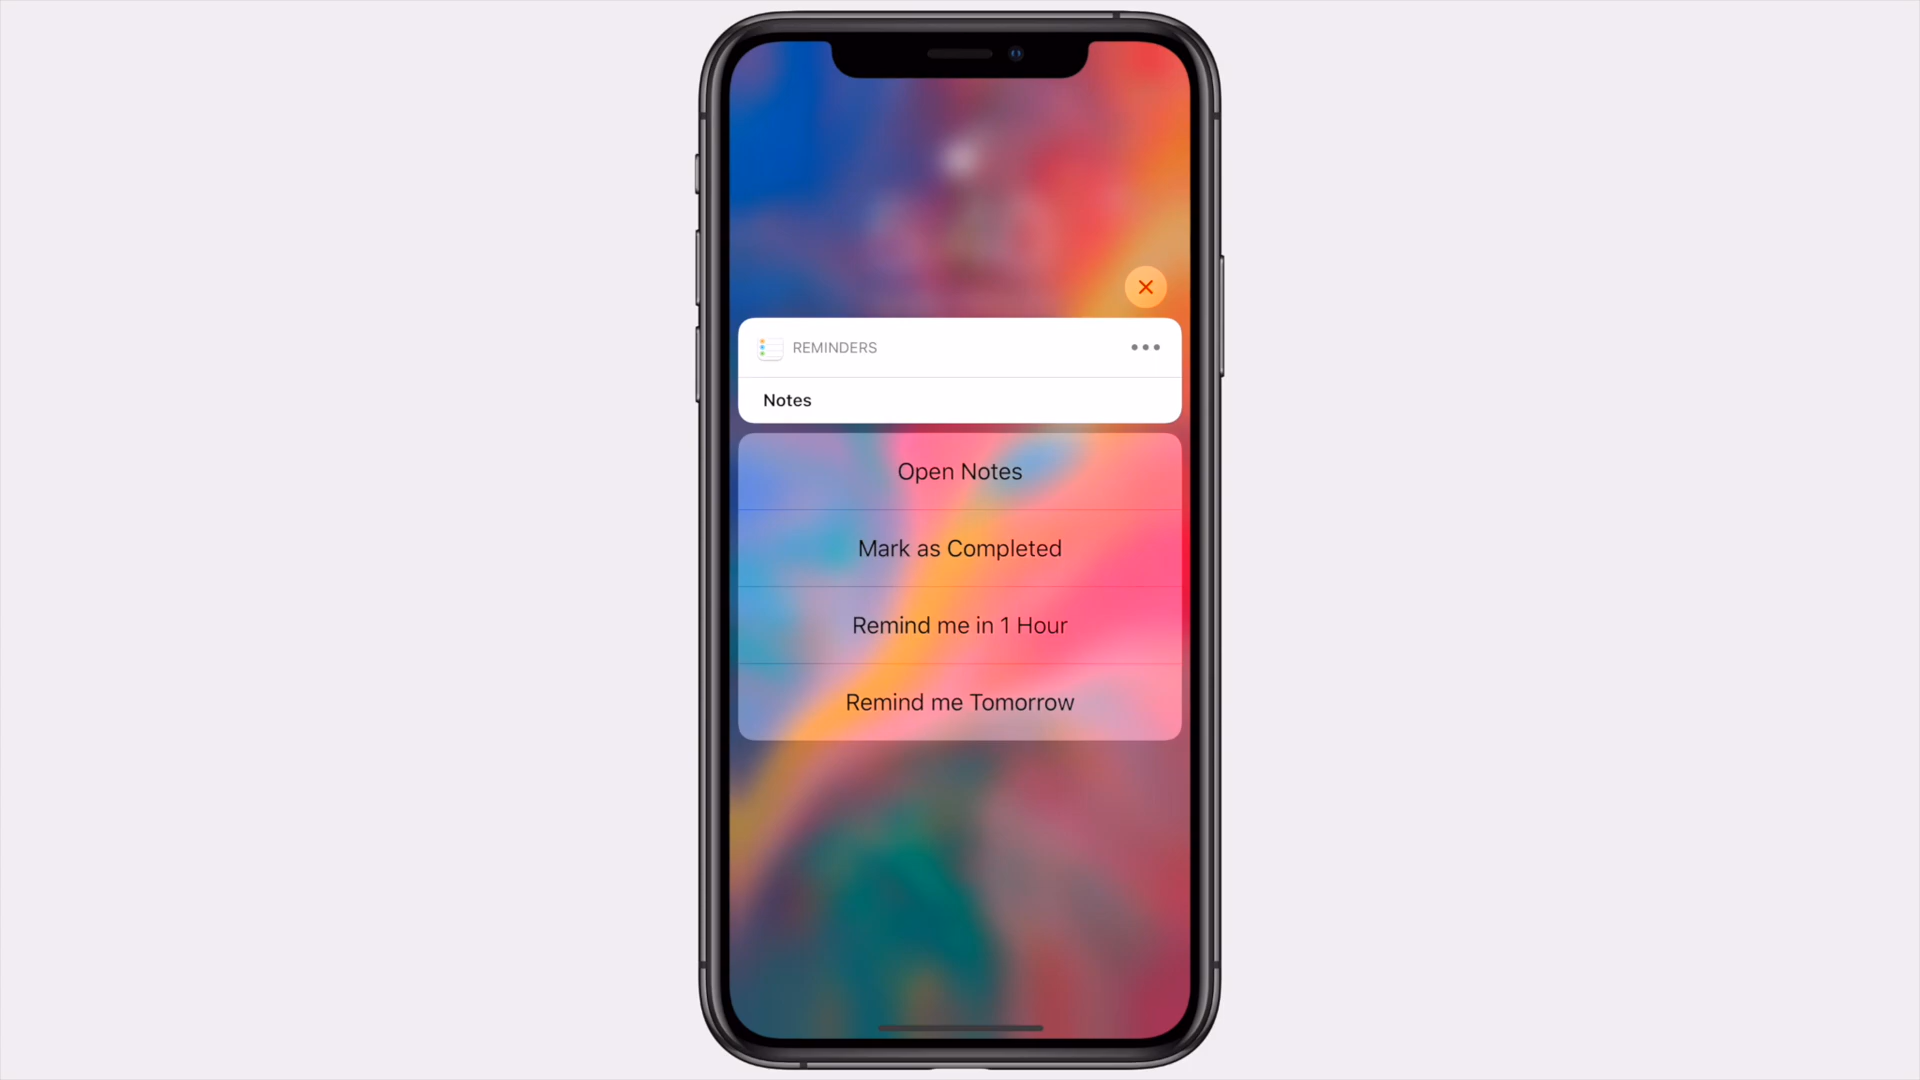 REMINDERS
Notes
Open Notes
Mark as Completed
Remind me in 1 Hour
Remind me Tomorrow